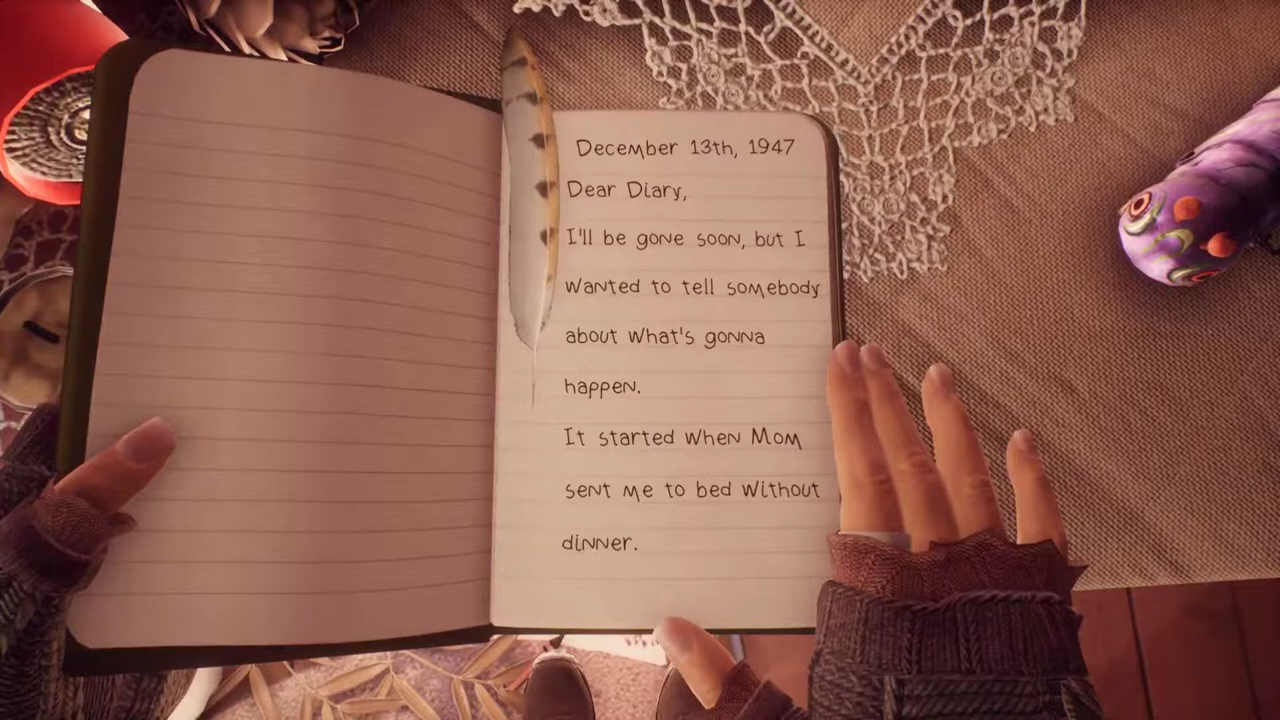 December 13th, 1947
Dear Diary,
I'll be gone soon, but I
wanted to tell somebody
about what's gonna
happen.
It started when Mom
sent me to bed without
dinner.